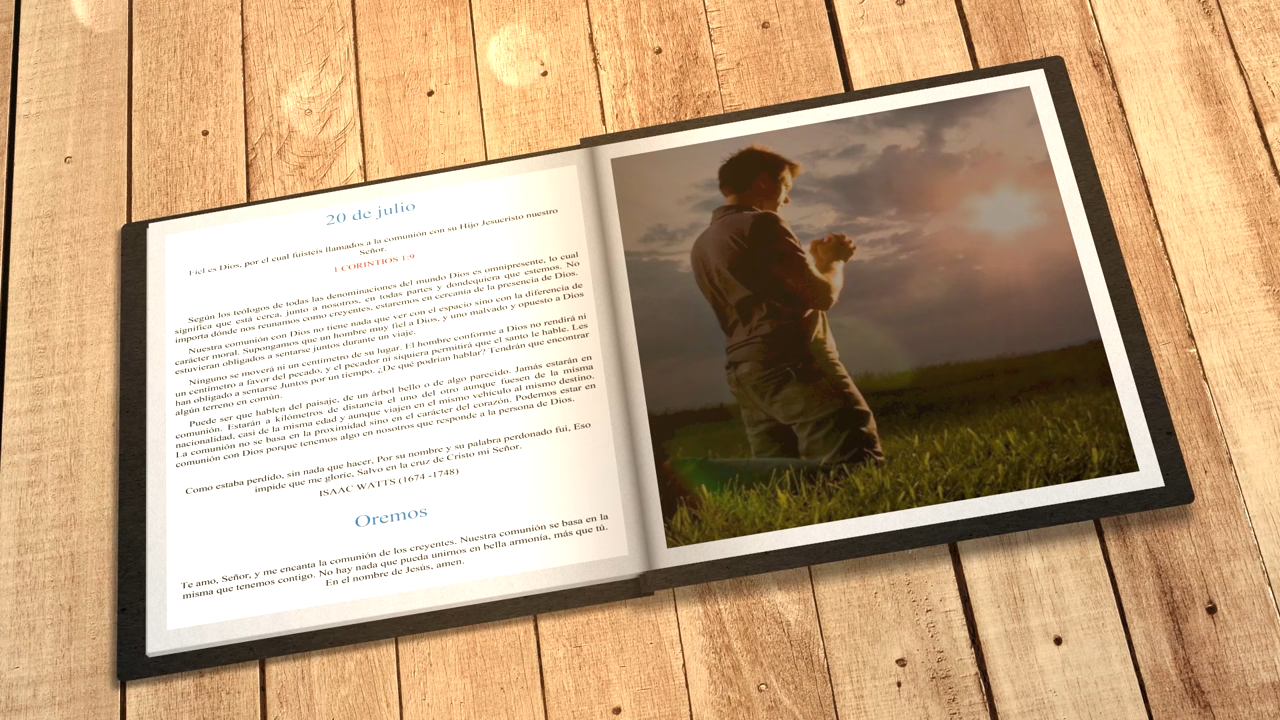 20 de julio
Fiel es Dios, por el cual fuisteis llamados a la comunión con su Hijo Jesucristo nuestro
Señor.
1 CORINTIOS 1:9
Según los teólogos de todas las denominaciones del mundo Dios es omnipresente, lo cual
significa que está cerca, junto a nosotros, en todas partes y dondequiera que estemos. No
importa dónde nos reunamos como creyentes, estaremos en cercanía de la presencia de Dios.
Nuestra comunión con Dios no tiene nada que ver con el espacio sino con la diferencia de
carácter moral. Supongamos que un hombre muy fiel a Dios, y uno malvado y opuesto a Dios
estuvieran obligados a sentarse juntos durante un viaje.
Ninguno se moverá ni un centímetro de su lugar. El hombre conforme a Dios no rendirá ni
un centímetro a favor del pecado, y el pecador ni siquiera permitirá que el santo le hable. Les
han obligado a sentarse Juntos por un tiempo. ¿De qué podrían hablar? Tendrán que encontrar
algún terreno en común.
Puede ser que hablen del paisaje, de un árbol bello o de algo parecido. Jamás estarán en
comunión. Estarán a kilómetros de distancia el uno del otro aunque fuesen de la misma
nacionalidad, casi de la misma edad y aunque viajen en el mismo vehículo al mismo destino.
La comunión no se basa en la proximidad sino en el carácter del corazón. Podemos estar en
comunión con Dios porque tenemos algo en nosotros que responde a la persona de Dios.
Como estaba perdido, sin nada que hacer, Por su nombre y su palabra perdonado fui, Eso
impide que me glorie, Salvo en la cruz de Cristo mi Señor.
ISAAC WATTS (1674 -1748)
Oremos
Te amo, Señor, y me encanta la comunión de los creyentes. Nuestra comunión se basa en la
misma que tenemos contigo. No hay nada que pueda unirnos en bella armonía, más que tú.
En el nombre de Jesús, amen.